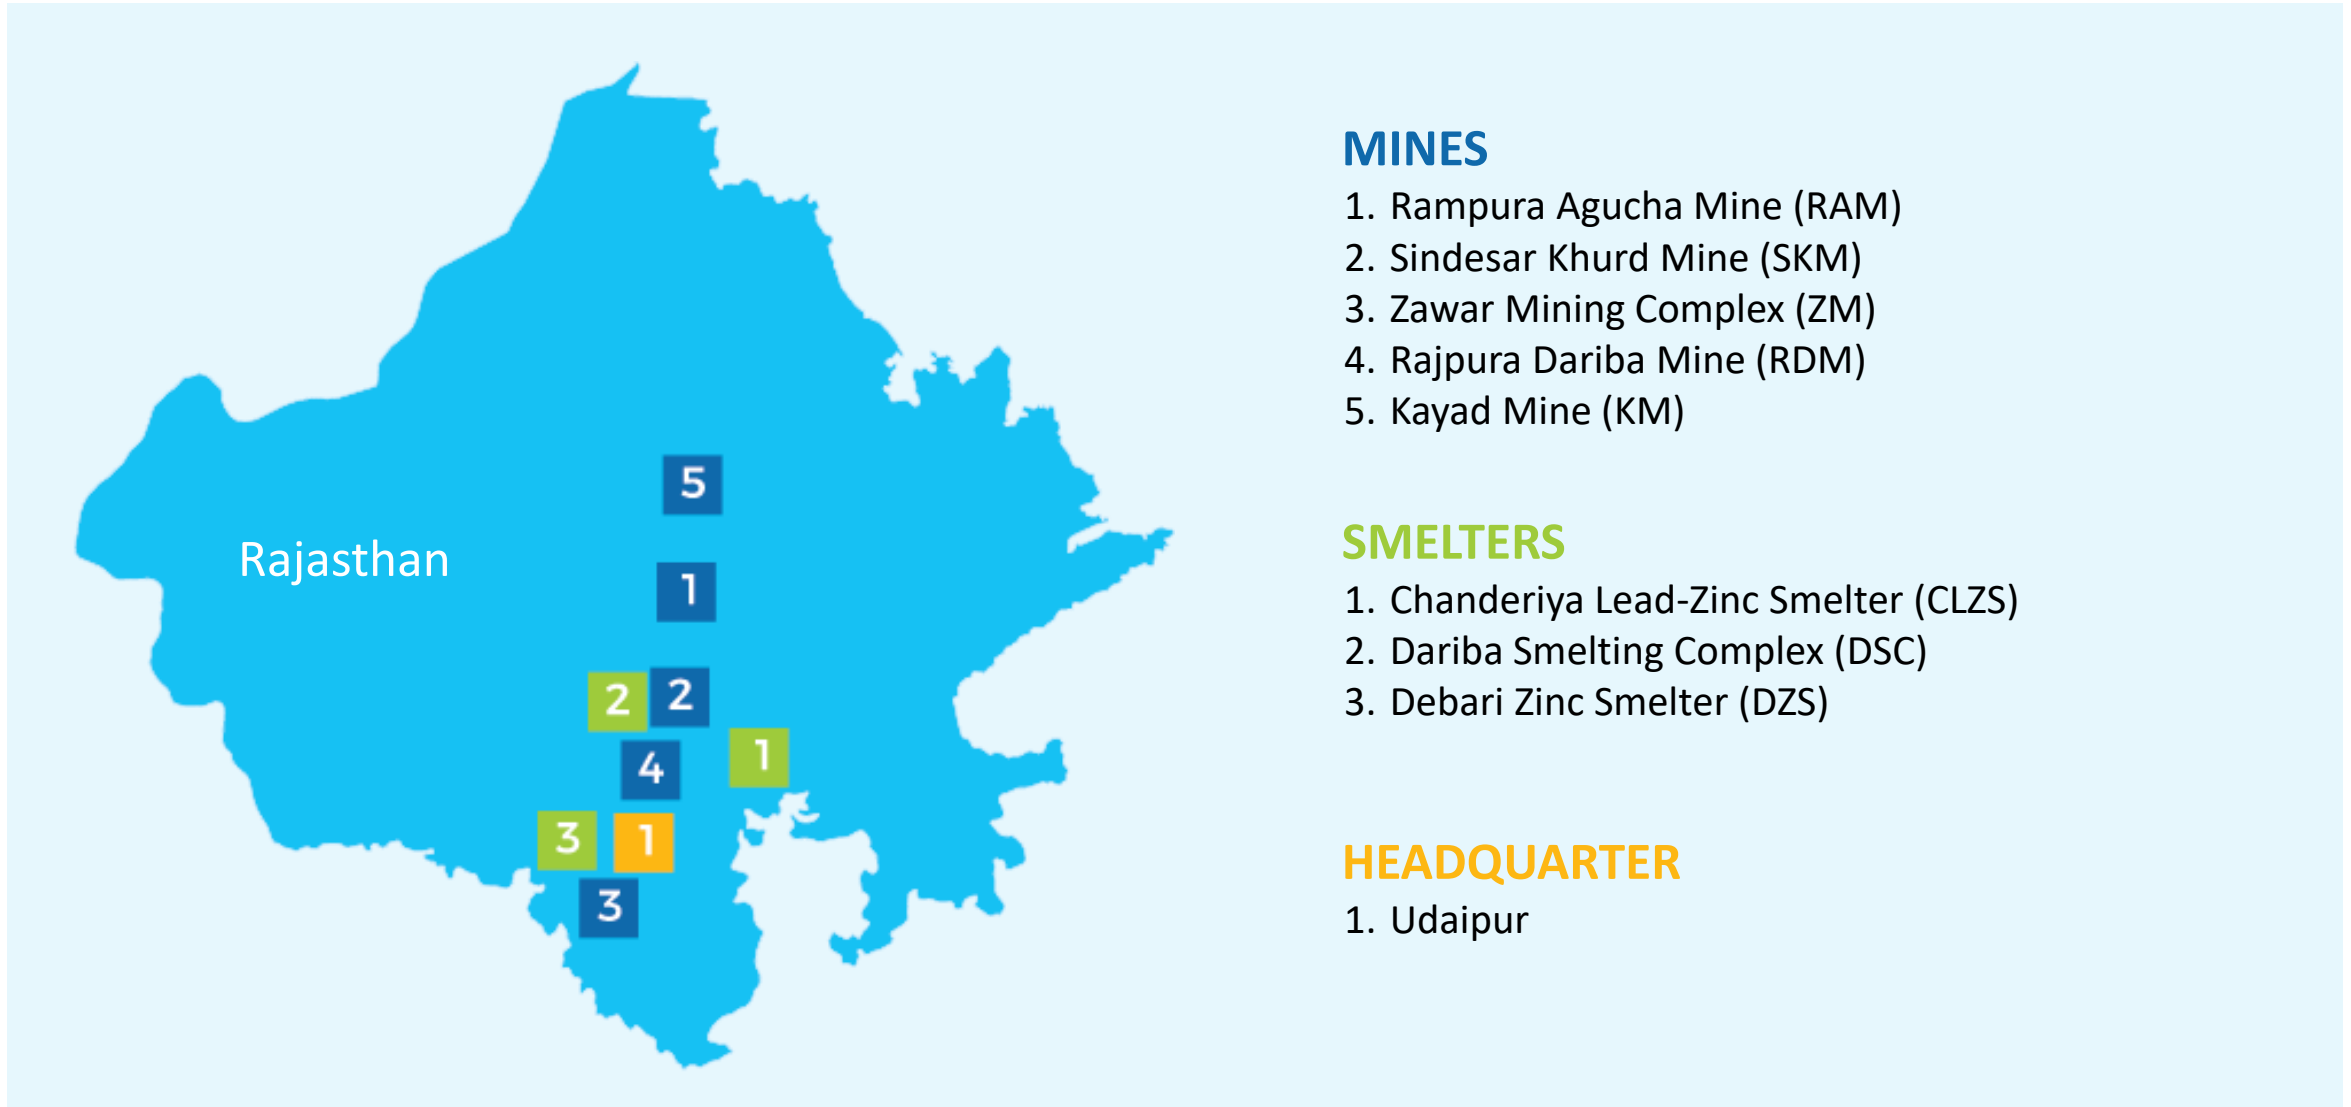 Rajasthan
5
1
2
2
1
4
3
1
3
MINES
1. Rampura Agucha Mine (RAM)
2. Sindesar Khurd Mine (SKM)
3. Zawar Mining Complex (ZM)
4. Rajpura Dariba Mine (RDM)
5. Kayad Mine (KM)
SMELTERS
1. Chanderiya Lead-Zinc Smelter (CLZS)
2. Dariba Smelting Complex (DSC)
3. Debari Zinc Smelter (DZS)
HEADQUARTER
1. Udaipur